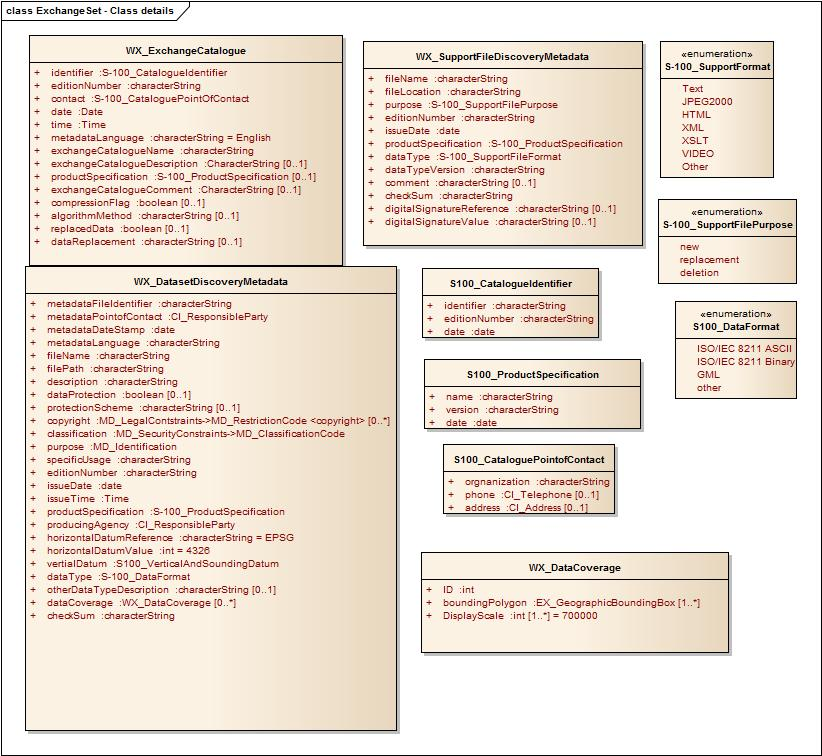 class ExchangeSet - Class details
WX_ExchangeCatalogue
+ identifier :S-100_CatalogueIdentifier
+ editionNumber :characterString
+ contact :S-100_CataloguePointOfContact
+ date :Date
+ time :Time
+ metadataLanguage :characterString = English
+ exchangeCatalogueName :characterString
+ exchangeCatalogueDescription :CharacterString [0..1]
+ productSpecification :S-100_ProductSpecification [0..1]
+ exchangeCatalogueComment :CharacterString [0..1]
+ compressionFlag :boolean [0..1]
+ algorithmMethod :characterString [0..1]
+ replacedData :boolean [0..1]
+ dataReplacement :characterString [0..1]
WX_SupportFileDiscoveryMetadata
+ fileName :characterString
+ fileLocation :characterString
+ purpose :S-100_SupportFilePurpose
+ editionNumber :characterString
+ issueDate :date
+ productSpecification :S-100_ProductSpecification
+ dataType :S-100_SupportFileFormat
+ dataTypeVersion :characterString
+ comment :characterString [0..1]
+ checkSum :characterString
+ digitalSignatureReference :characterString [0..1]
+ digitalSignatureValue :characterString [0..1]
«enumeration»
S-100_SupportFormat
Text
JPEG2000
HTML
XML
XSLT
VIDEO
Other
«enumeration»
S-100_SupportFilePurpose
new
replacement
deletion
WX_DatasetDiscoveryMetadata
+ metadataFileIdentifier :characterString
+ metadataPointofContact :CI_ResponsibleParty
+ metadataDateStamp :date
+ metadataLanguage :characterString
+ fileName :characterString
+ filePath :characterString
+ description :characterString
+ dataProtection :boolean [0..1]
+ protectionScheme :characterString [0..1]
+ copyright :MD_LegalContstraints->MD_RestrictionCode <copyright> [0..*]
+ classification :MD_SecurityConstraints->MD_ClassificationCode
+ purpose :MD_Identification
+ specificUsage :characterString
+ editionNumber :characterString
+ issueDate :date
+ issueTime :Time
+ productSpecification :S-100_ProductSpecification
+ producingAgency :CI_ResponsibleParty
+ horizontalDatumReference :characterString = EPSG
+ horizontalDatumValue :int = 4326
+ vertialDatum :S100_VerticalAndSoundingDatum
+ dataType :S-100_DataFormat
+ otherDataTypeDescription :characterString [0..1]
+ dataCoverage :WX_DataCoverage [0..*]
+ checkSum :characterString
S100_CatalogueIdentifier
+ identifier :characterString
+ editionNumber :characterString
+ date :date
«enumeration»
S100_DataFormat
ISO/IEC 8211 ASCII
ISO/IEC 8211 Binary
GML
other
S100_ProductSpecification
+ name :characterString
+ version :characterString
+ date :date
S100_CataloguePointofContact
+ orgnanization :characterString
+ phone :CI_Telephone [0..1]
+ address :CI_Address [0..1]
WX_DataCoverage
+ ID :int
+ boundingPolygon :EX_GeographicBoundingBox [1..*]
+ DisplayScale :int [1..*] = 700000